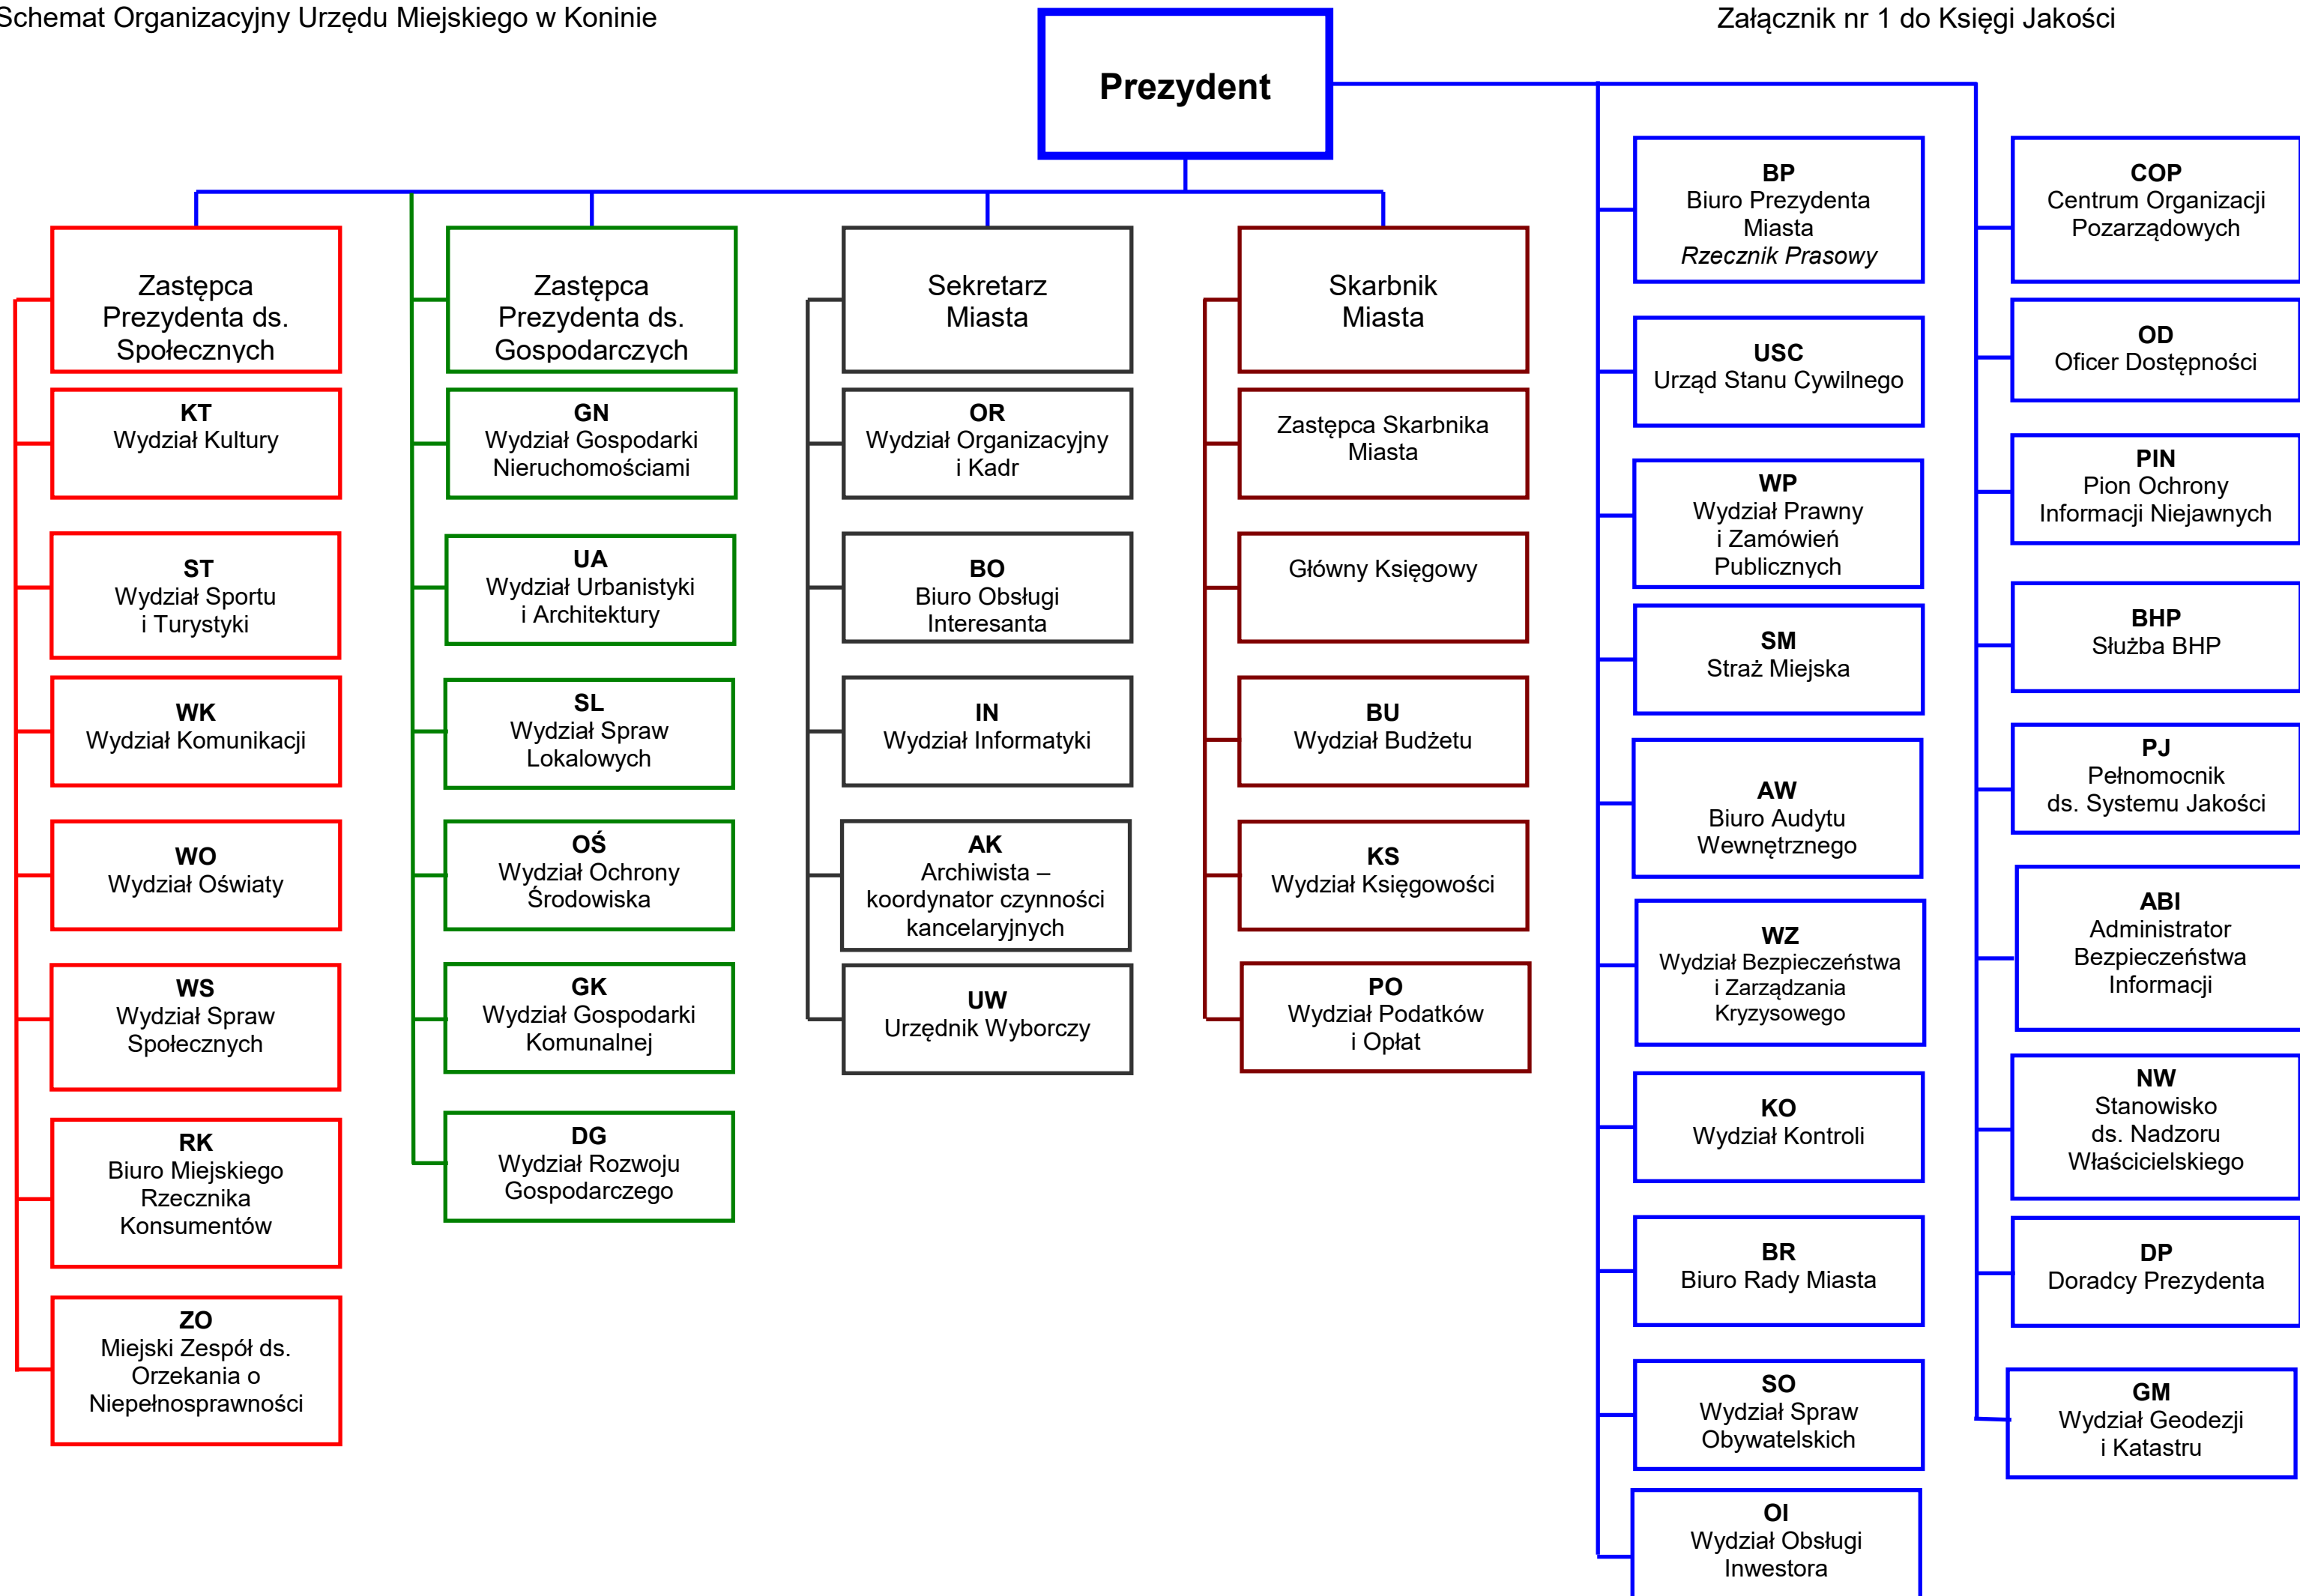 Schemat Organizacyjny Urzędu Miejskiego w Koninie
Załącznik nr 1 do Księgi Jakości
Prezydent
Zastępca
Prezydenta ds.
Społecznych
KT
Wydział Kultury
ST
Wydział Sportu
i Turystyki
WK
Wydział Komunikacji
WO
Wydział Oświaty
WS
Wydział Spraw
Społecznych
RK
Biuro Miejskiego
Rzecznika
Konsumentów
ZO
Miejski Zespół ds.
Orzekania o
Niepełnosprawności
Zastępca
Prezydenta ds.
Gospodarczych
GN
Wydział Gospodarki
Nieruchomościami
UA
Wydział Urbanistyki
i Architektury
SL
Wydział Spraw
Lokalowych
OŚ
Wydział Ochrony
Środowiska
GK
Wydział Gospodarki
Komunalnej
DG
Wydział Rozwoju
Gospodarczego
Sekretarz
Miasta
OR
Wydział Organizacyjny
i Kadr
BO
Biuro Obsługi
Interesanta
IN
Wydział Informatyki
AK
Archiwista –
koordynator czynności
kancelaryjnych
UW
Urzędnik Wyborczy
Skarbnik
Miasta
Zastępca Skarbnika
Miasta
Główny Księgowy
BU
Wydział Budżetu
KS
Wydział Księgowości
PO
Wydział Podatków
i Opłat
BP
Biuro Prezydenta
Miasta
Rzecznik Prasowy
USC
Urząd Stanu Cywilnego
WP
Wydział Prawny
i Zamówień
Publicznych
SM
Straż Miejska
AW
Biuro Audytu
Wewnętrznego
WZ
Wydział Bezpieczeństwa
i Zarządzania
Kryzysowego
KO
Wydział Kontroli
BR
Biuro Rady Miasta
SO
Wydział Spraw
Obywatelskich
OI
Wydział Obsługi
Inwestora
COP
Centrum Organizacji
Pozarządowych
OD
Oficer Dostępności
PIN
Pion Ochrony
Informacji Niejawnych
BHP
Służba BHP
PJ
Pełnomocnik
ds. Systemu Jakości
ABI
Administrator
Bezpieczeństwa
Informacji
NW
Stanowisko
ds. Nadzoru
Właścicielskiego
DP
Doradcy Prezydenta
GM
Wydział Geodezji
i Katastru